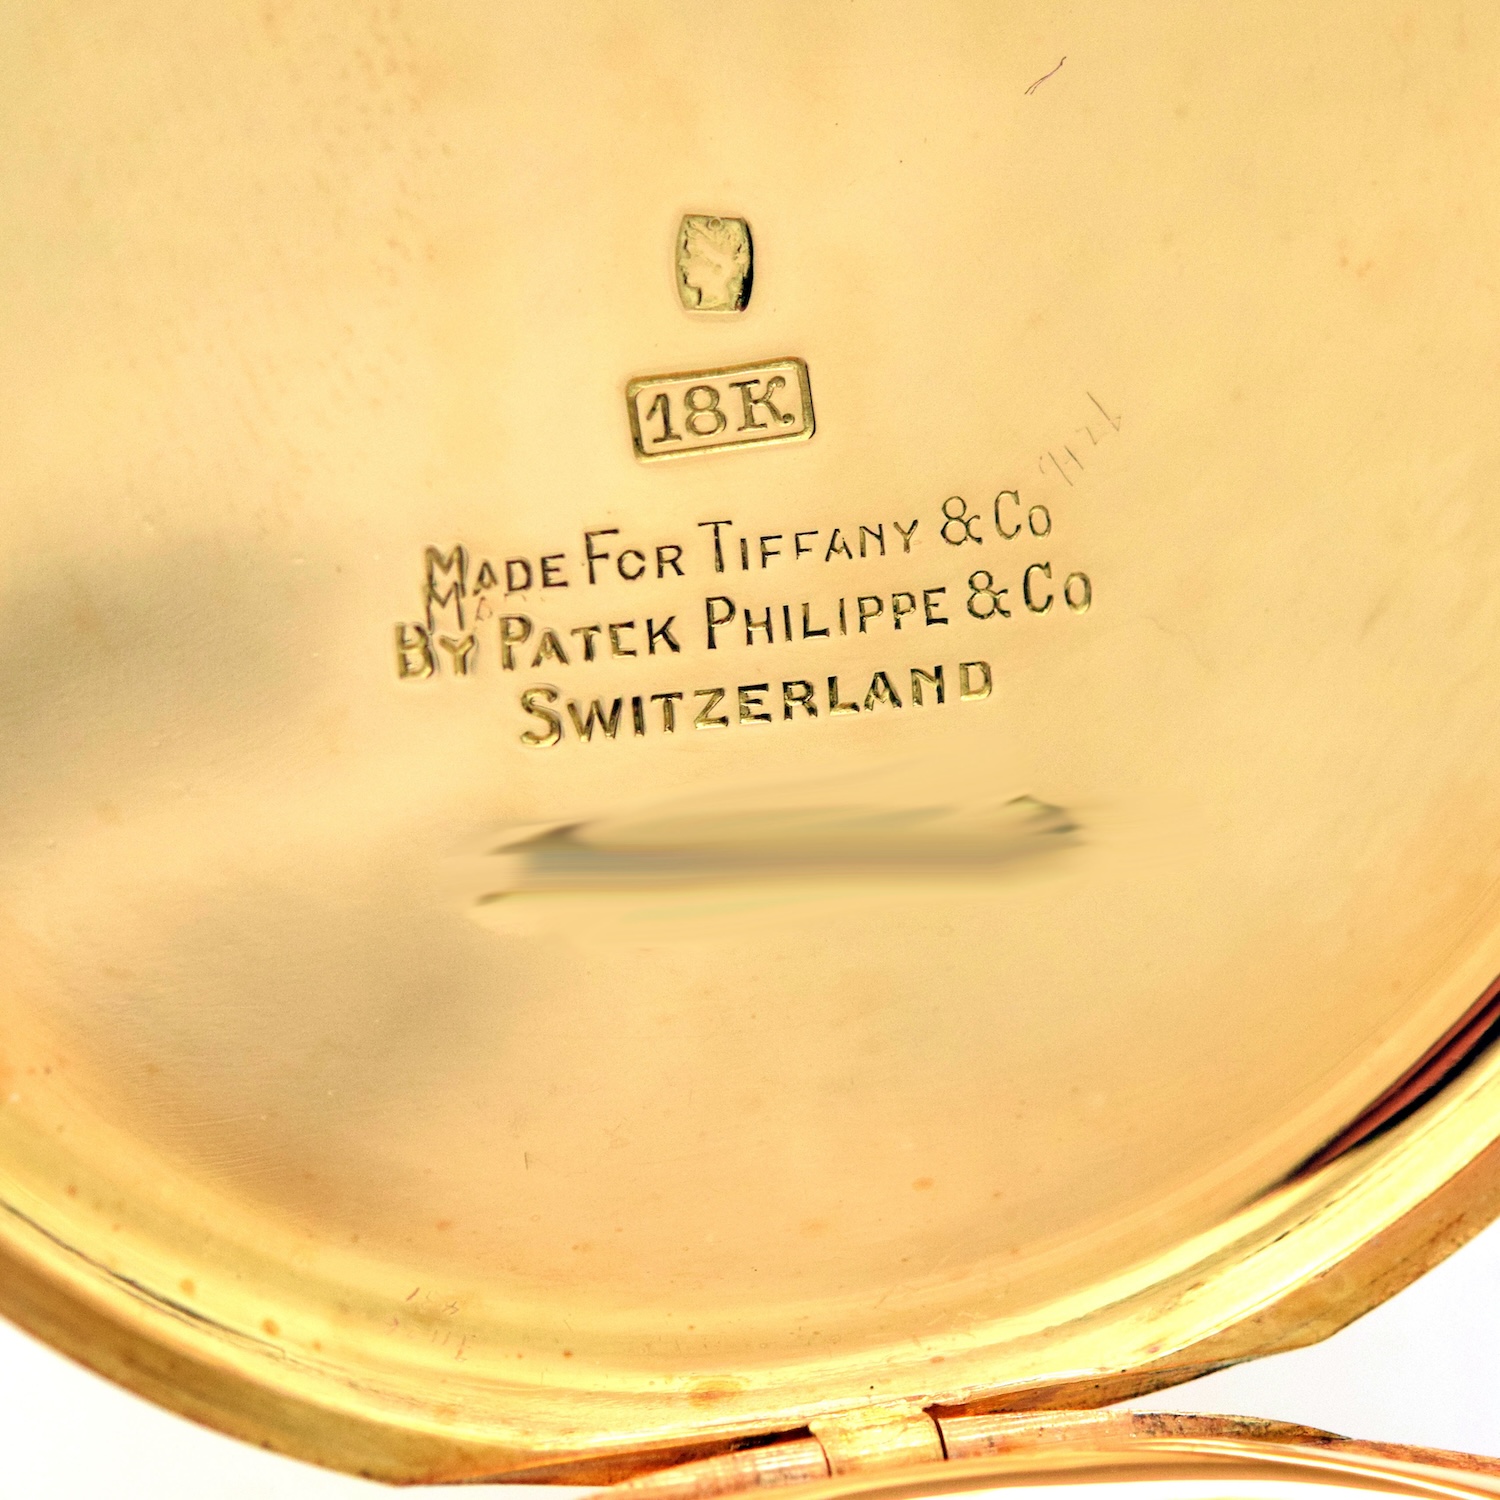 18K
MADE FOR TIFFANY & CO
BY PATEK PHILIPPE & CO
SWITZERLAND